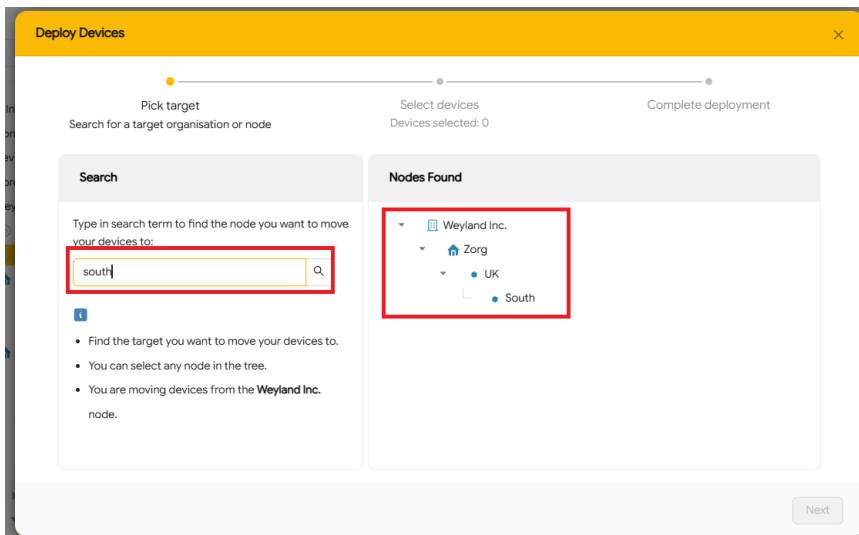 Deploy Devices
Pick target
Search for a target organisation or node
Select devices
Devices selected: 0
Complete deployment
Search
Type in search term to find the node you want to move
your devices to:
south
Find the target you want to move your devices to.
You can select any node in the tree.
You are moving devices from the Weyland Inc.
node.
Nodes Found
Weyland Inc.
Zorg
UK
South
Next